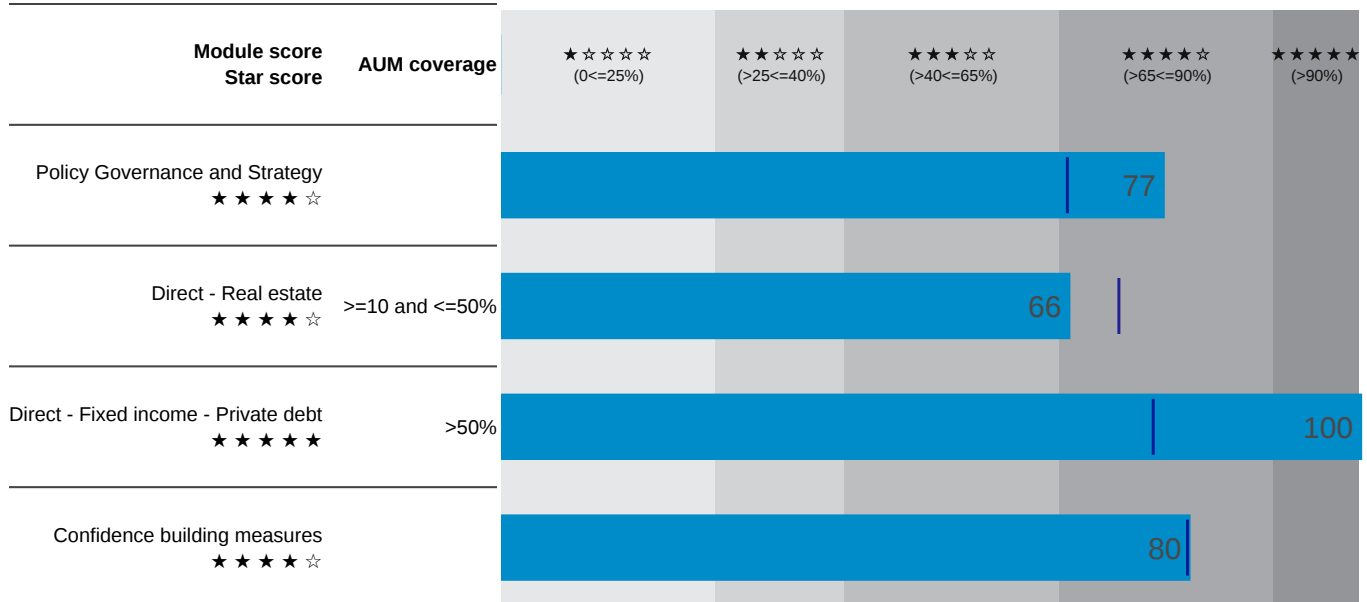 Module score
Star score
AUM coverage
★☆☆☆☆
(0<=25%)
★★☆☆☆
(>25<=40%)
★★★☆☆
(>40<=65%)
★★★★☆
(>65<=90%)
★★★★★
(>90%)
Policy Governance and Strategy
★★★★☆
77
Direct - Real estate
★★★★☆
>=10 and <=50%
66
Direct - Fixed income - Private debt
★★★★★
>50%
100
Confidence building measures
★★★★☆
80